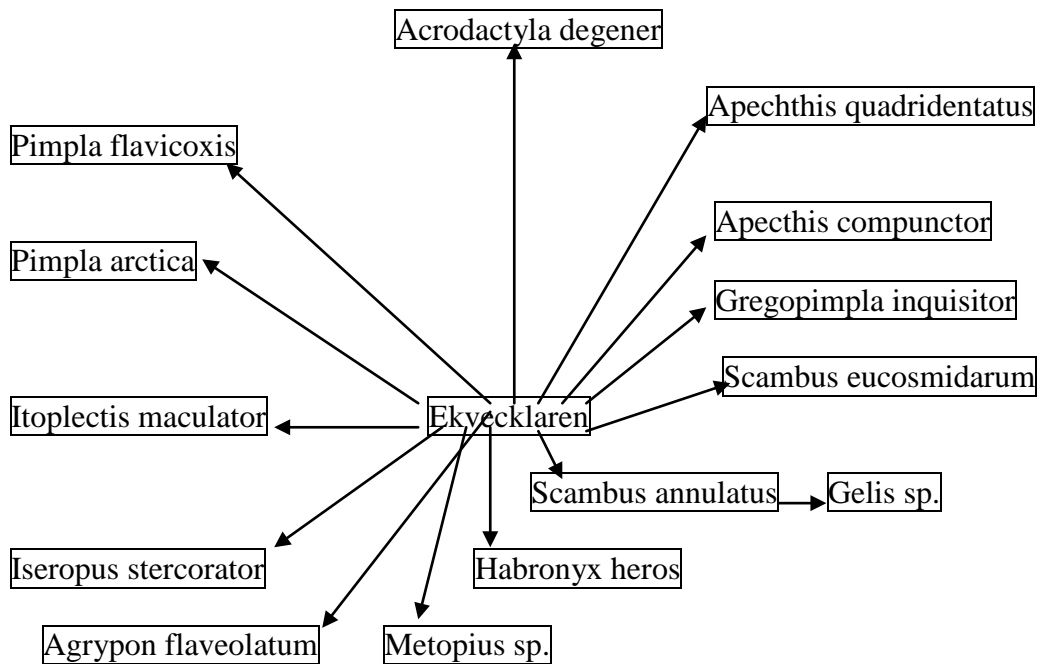 Acrodactyla degener
Apechthis quadridentatus
Pimpla flavicoxis
Apecthis compunctor
Pimpla arctica
Gregopimpla inquisitor
Scambus eucosmidarum
Itoplectis maculator
Ekvecklaren
Scambus annulatus
Gelis sp.
Iseropus stercorator
Habronyx heros
Agrypon flaveolatum
Metopius sp.